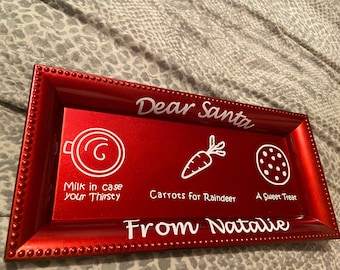 Dear Santa
Milk in case
your Thirsty
Carrots for Raindeer
A Sweet Treat
From Natalie